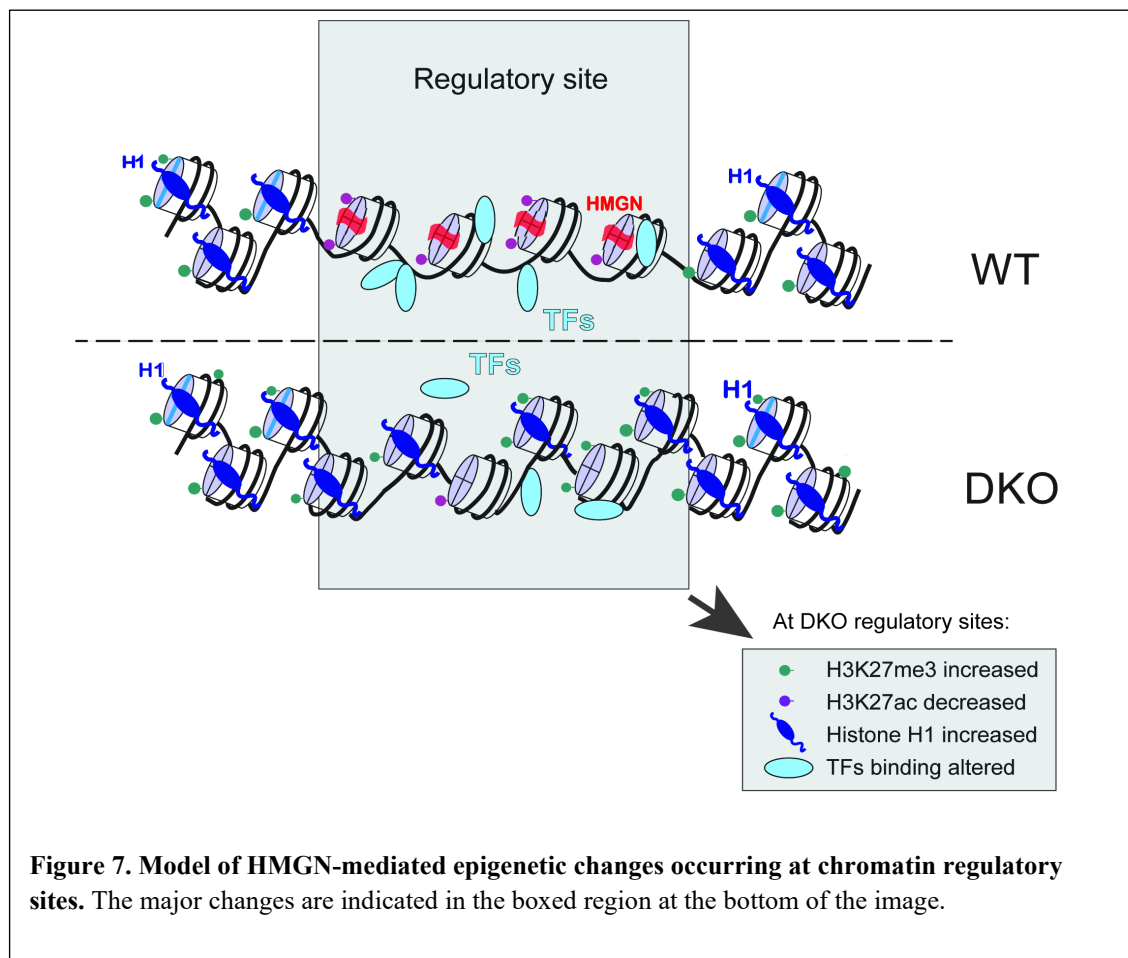 Regulatory site
H1
H1
HMGN
WT
TFs
TFs
H1
H1
DKO
At DKO regulatory sites:
H3K27me3 increased
H3K27ac decreased
Histone H1 increased
TFs binding altered
Figure 7. Model of HMGN-mediated epigenetic changes occurring at chromatin regulatory
sites. The major changes are indicated in the boxed region at the bottom of the image.